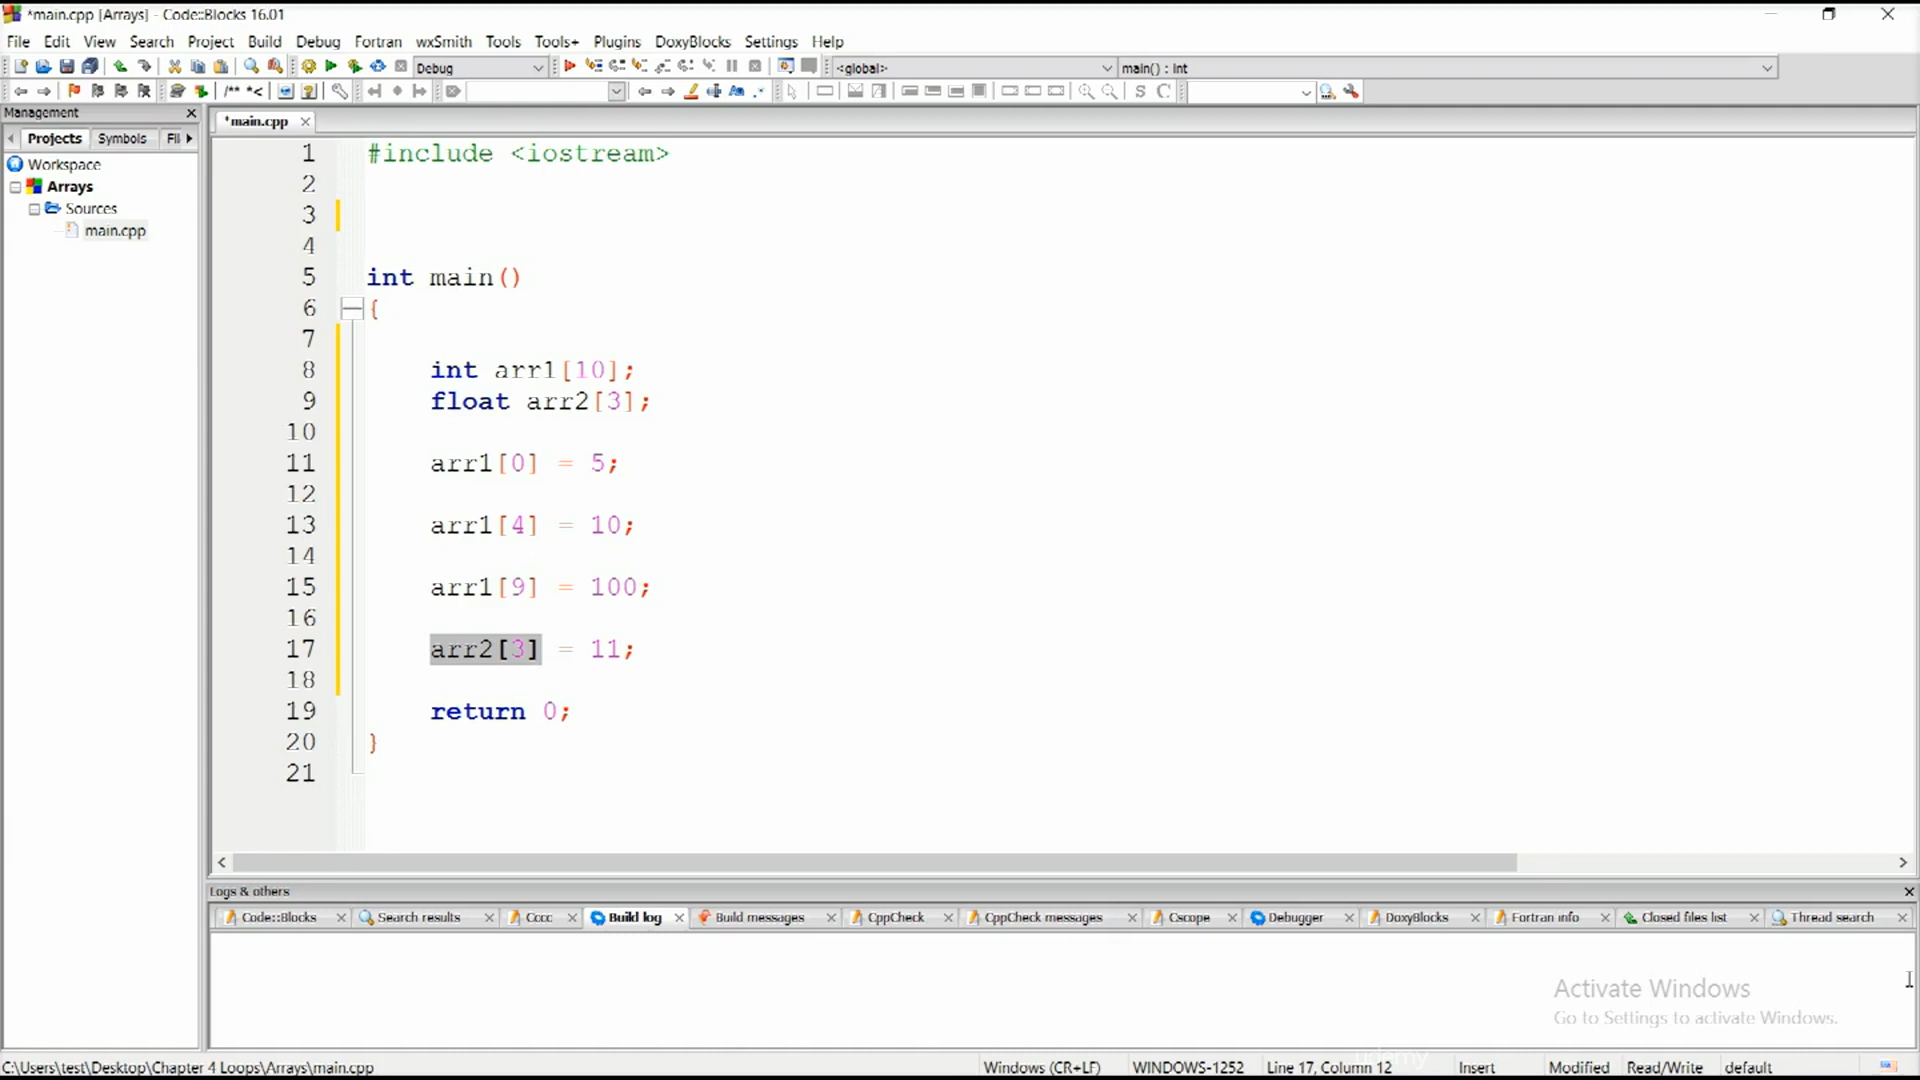 *main.cpp [Arrays] - Code::Blocks 16.01
File Edit View Search Project Build Debug Fortran wxSmith Tools Tools+ Plugins DoxyBlocks Settings Help
Debug <global> main() : int
/** *<
S C
Management
*main.cpp
Projects Symbols Fil
Workspace
Arrays
Sources
main.cpp
1 #include <iostream>
2
3
4
5 int main()
6 {
7
8 int arr1[10];
9 float arr2[3];
10
11 arr1[0] = 5;
12
13 arr1[4] = 10;
14
15 arr1[9] = 100;
16
17 arr2[3] = 11;
18
19 return 0;
20 }
21
Logs & others
Code::Blocks Search results Cccc Build log Build messages CppCheck CppCheck messages Cscope Debugger DoxyBlocks Fortran info Closed files list Thread search
Activate Windows
Go to Settings to activate Windows.
udemy
C:\Users\test\Desktop\Chapter 4 Loops\Arrays\main.cpp Windows (CR+LF) WINDOWS-1252 Line 17, Column 12 Insert Modified Read/Write default